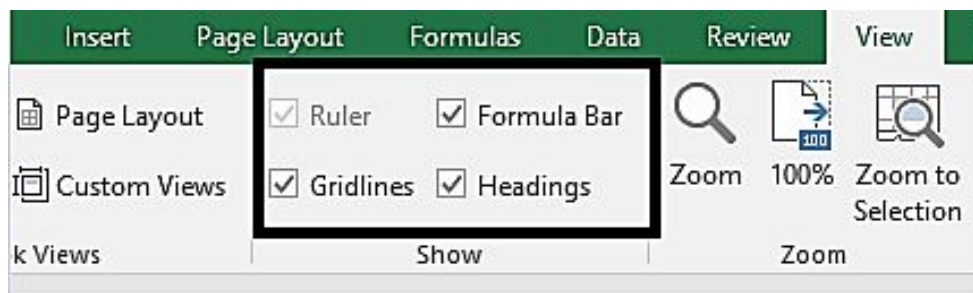 Insert Page Layout Formulas Data Review View
Page Layout
Custom Views
k Views
Ruler Formula Bar
Gridlines Headings
Show
Zoom
100
100%
Zoom to
Selection
Zoom